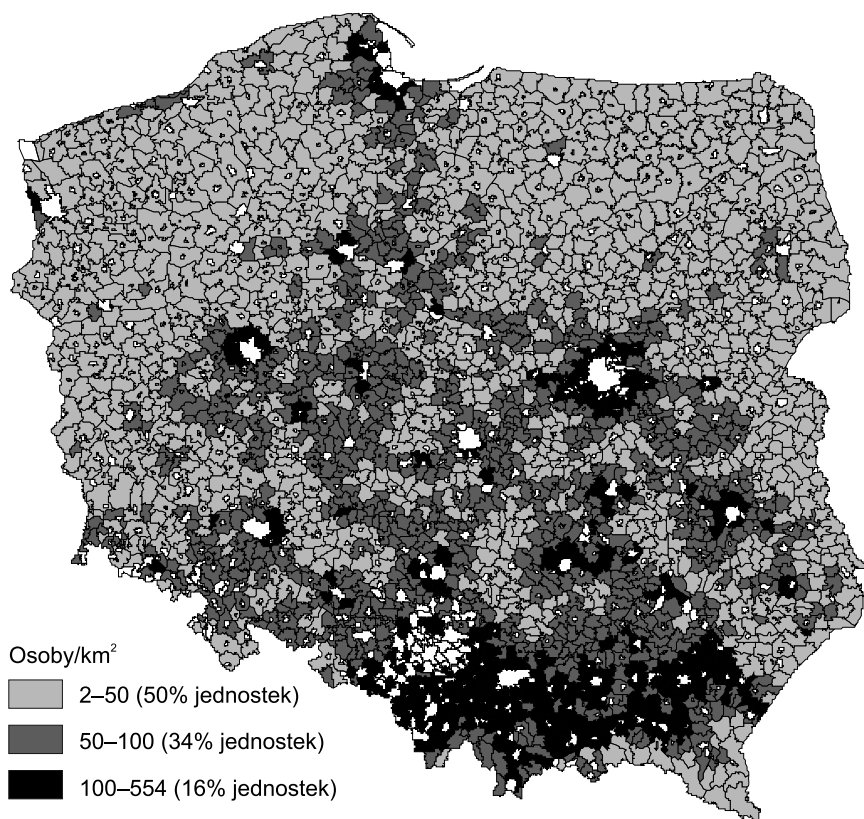 Osoby/km²
2–50 (50% jednostek)
50–100 (34% jednostek)
100–554 (16% jednostek)